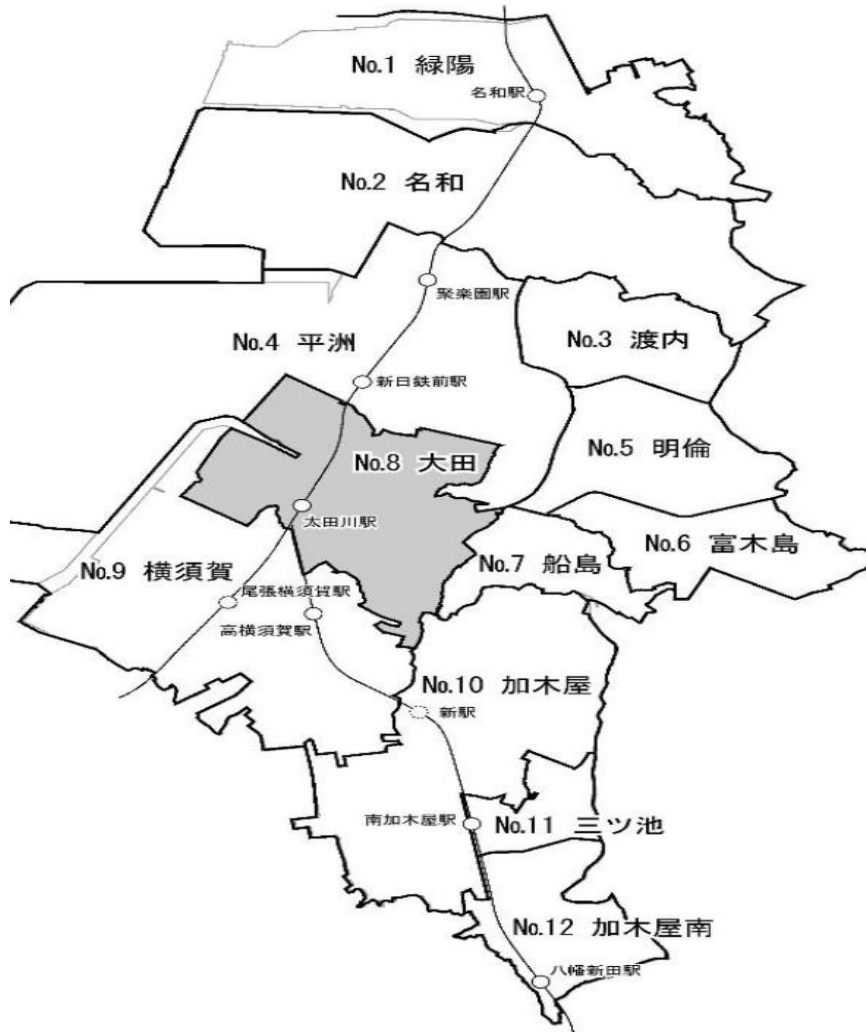 No.1 緑陽
名和駅
No.2 名和
聚楽園駅
No.3 渡内
No.4 平洲
新日鉄前駅
No.5 明倫
No.8 大田
太田川駅
No.6 富木島
No.7 船島
No.9 横須賀
尾張横須賀駅
高横須賀駅
No.10 加木屋
新駅
南加木屋駅
No.11 三ツ池
No.12 加木屋南
八幡新田駅